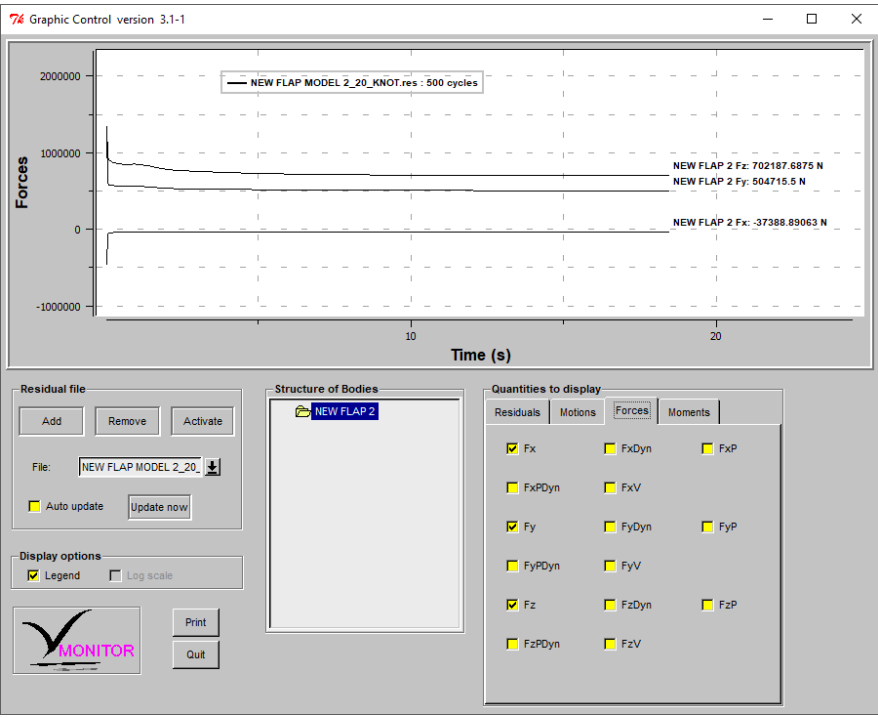 Graphic Control version 3.1-1
2000000
NEW FLAP MODEL 2_20_KNOT.res : 500 cycles
1000000
NEW FLAP 2 Fz: 702187.6875 N
NEW FLAP 2 Fy: 504715.5 N
Forces
NEW FLAP 2 Fx: -37388.89063 N
0
-1000000
10
20
Time (s)
Residual file
Add
Remove
Activate
File:
NEW FLAP MODEL 2_20_
Auto update
Update now
Display options
Legend
Log scale
MONITOR
Print
Quit
Structure of Bodies
NEW FLAP 2
Quantities to display
Residuals
Motions
Forces
Moments
Fx
FxDyn
FxP
FxPDyn
FxV
Fy
FyDyn
FyP
FyPDyn
FyV
Fz
FzDyn
FzP
FzPDyn
FzV